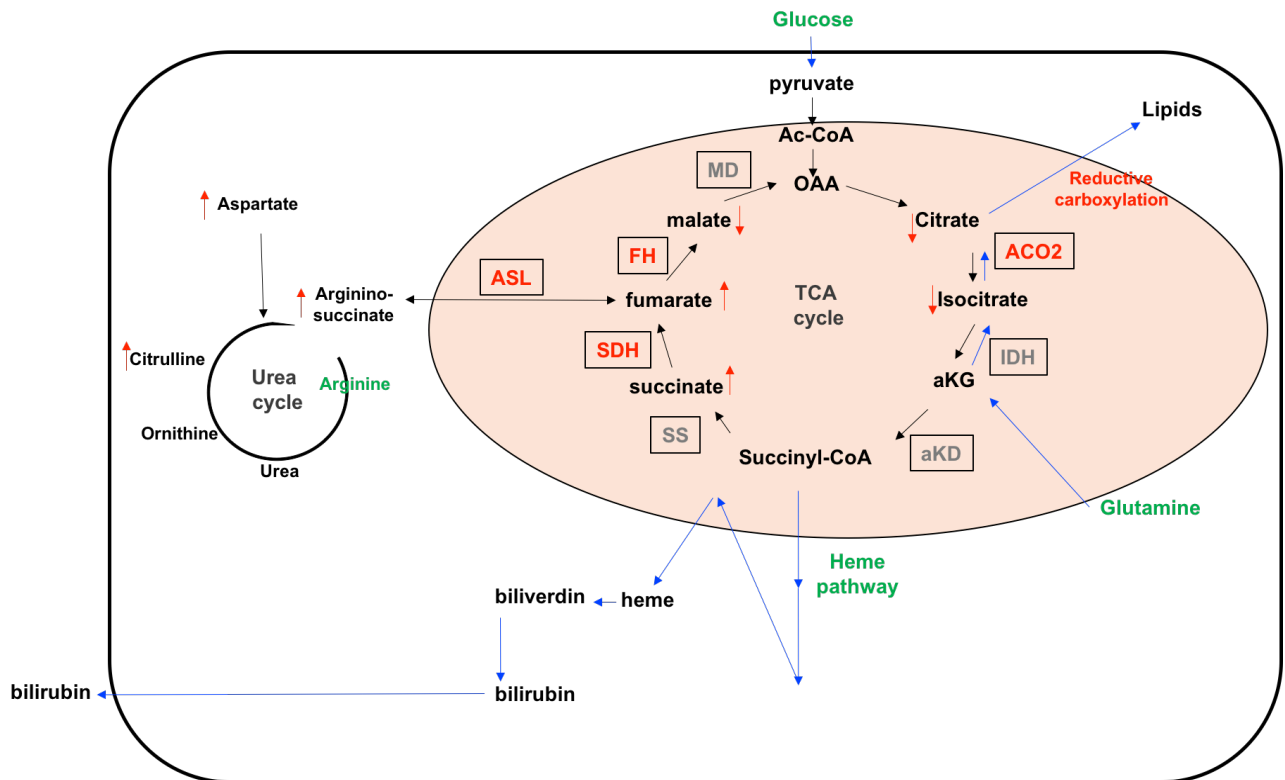 Glucose
pyruvate
Lipids
Ac-CoA
MD
OAA
Reductive
carboxylation
Aspartate
malate
Citrate
FH
ACO2
ASL
Arginino-
succinate
fumarate
TCA
cycle
Isocitrate
Citrulline
SDH
IDH
Urea
cycle
Arginine
succinate
aKG
Ornithine
SS
aKD
Urea
Succinyl-CoA
Glutamine
Heme
pathway
biliverdin
heme
bilirubin
bilirubin